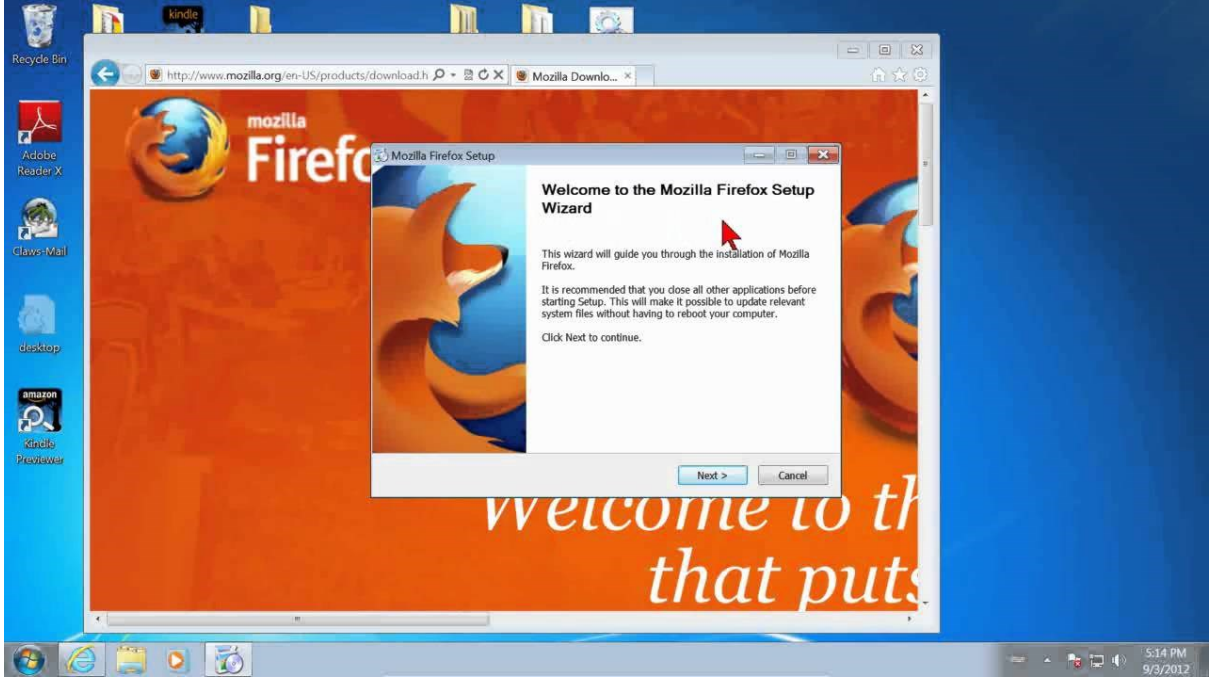 Recycle Bin
kindle
http://www.mozilla.org/en-US/products/download.h
Mozilla Downlo...
mozilla
Firefo
Adobe
Reader X
Claws-Mail
desktop
amazon
Kindle
Previewer
Mozilla Firefox Setup
Welcome to the Mozilla Firefox Setup
Wizard
This wizard will guide you through the installation of Mozilla
Firefox.
It is recommended that you close all other applications before
starting Setup. This will make it possible to update relevant
system files without having to reboot your computer.
Click Next to continue.
Next >
Cancel
Welcome to th
that puts
5:14 PM
9/3/2012